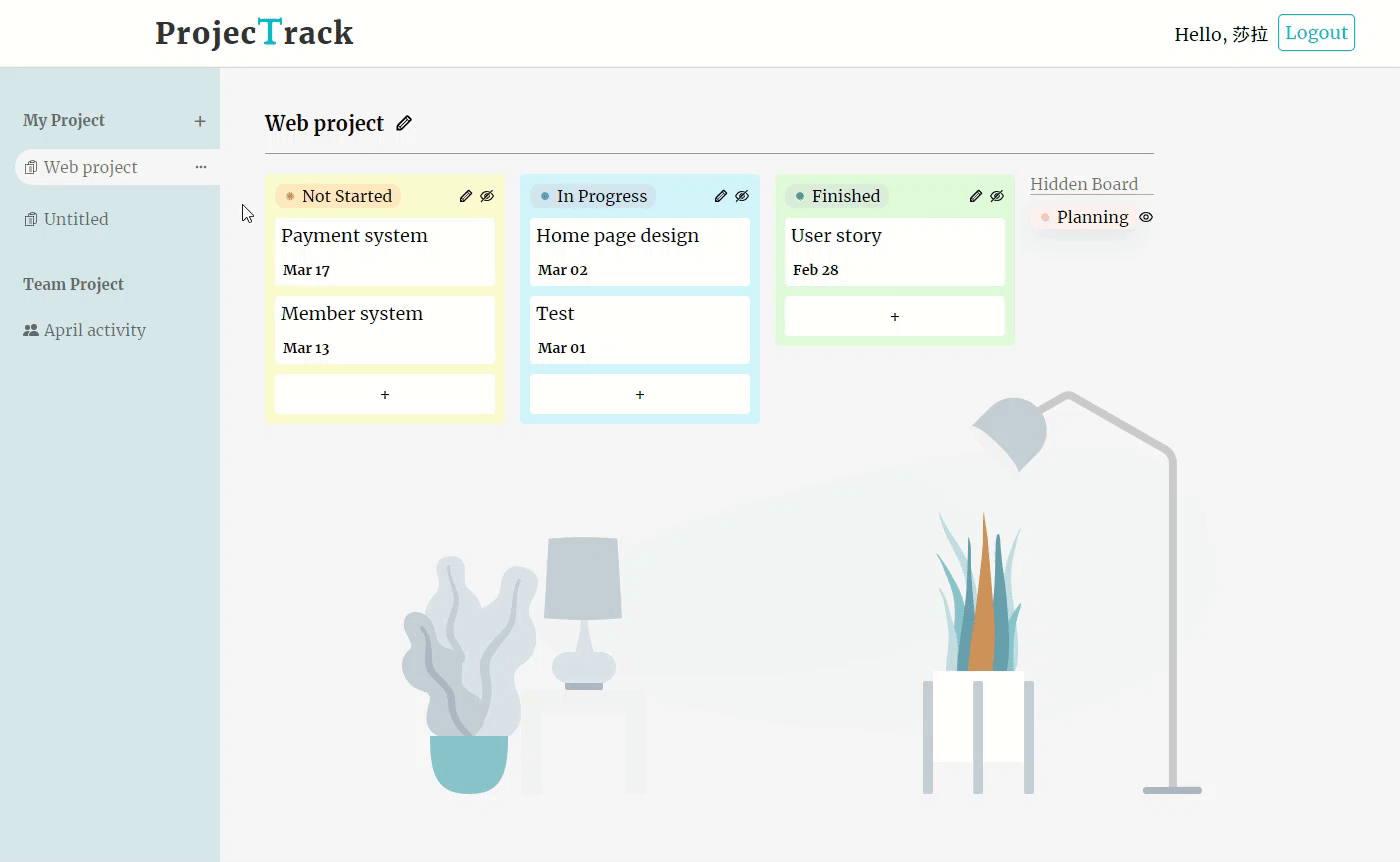 ProjecTrack
Hello, 莎拉
Logout
My Project
+
Web project
...
Untitled
Team Project
April activity
Web project
Not Started
Payment system
Mar 17
Member system
Mar 13
+
In Progress
Home page design
Mar 02
Test
Mar 01
+
Finished
User story
Feb 28
+
Hidden Board
Planning